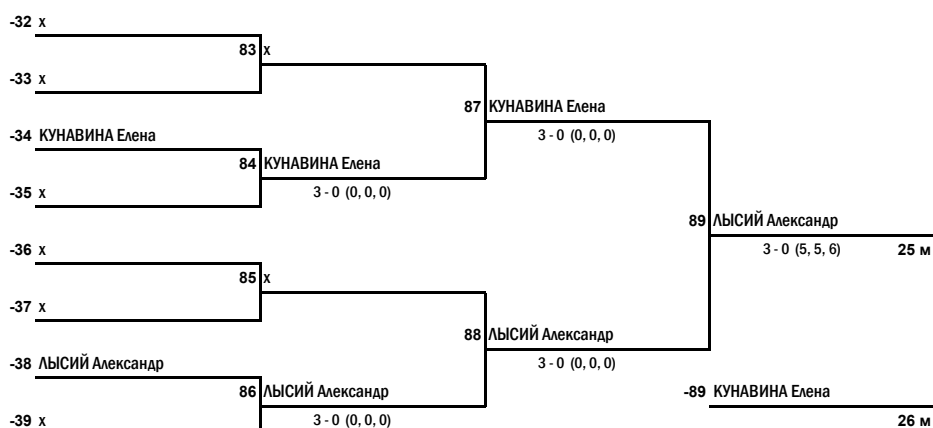 -32 x
83 x
-33 x
87 КУНАВИНА Елена
-34 КУНАВИНА Елена
3 - 0 (0, 0, 0)
84 КУНАВИНА Елена
-35 x
3 - 0 (0, 0, 0)
89 ЛЫСИЙ Александр
-36 x
3 - 0 (5, 5, 6) 25 м
85 x
-37 x
88 ЛЫСИЙ Александр
-38 ЛЫСИЙ Александр
3 - 0 (0, 0, 0)
86 ЛЫСИЙ Александр
-89 КУНАВИНА Елена
-39 x
3 - 0 (0, 0, 0)
26 м